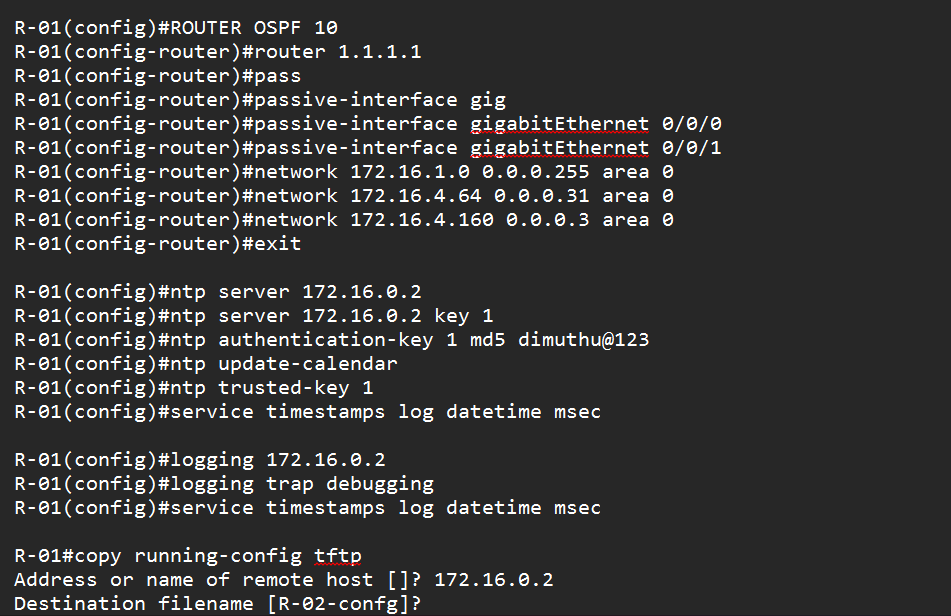 R-01(config)#ROUTER OSPF 10
R-01(config-router)#router 1.1.1.1
R-01(config-router)#pass
R-01(config-router)#passive-interface gig
R-01(config-router)#passive-interface gigabitEthernet 0/0/0
R-01(config-router)#passive-interface gigabitEthernet 0/0/1
R-01(config-router)#network 172.16.1.0 0.0.0.255 area 0
R-01(config-router)#network 172.16.4.64 0.0.0.31 area 0
R-01(config-router)#network 172.16.4.160 0.0.0.3 area 0
R-01(config-router)#exit
R-01(config)#ntp server 172.16.0.2
R-01(config)#ntp server 172.16.0.2 key 1
R-01(config)#ntp authentication-key 1 md5 dimuthu@123
R-01(config)#ntp update-calendar
R-01(config)#ntp trusted-key 1
R-01(config)#service timestamps log datetime msec
R-01(config)#logging 172.16.0.2
R-01(config)#logging trap debugging
R-01(config)#service timestamps log datetime msec
R-01#copy running-config tftp
Address or name of remote host []? 172.16.0.2
Destination filename [R-02-confg]?